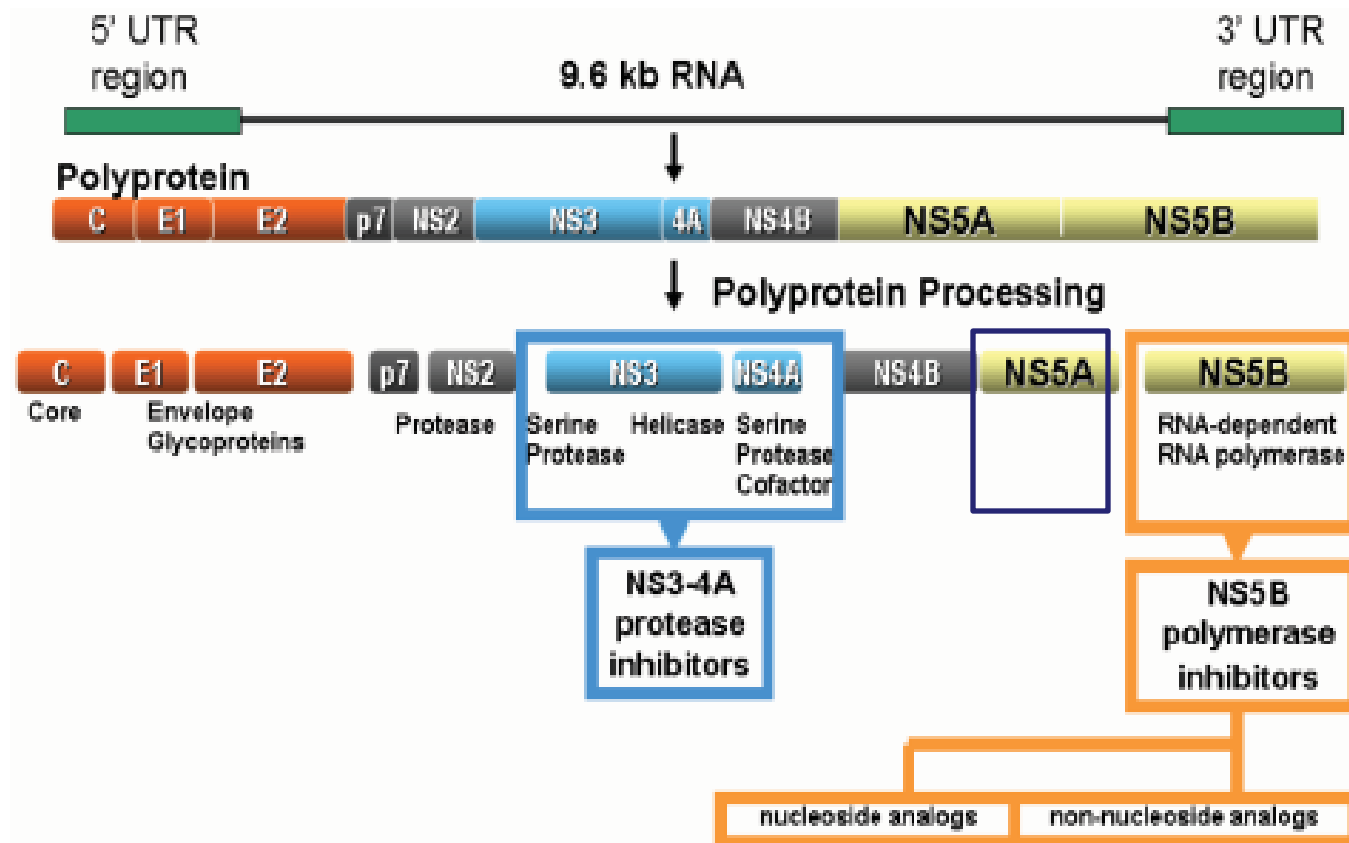 5' UTR
region
9.6 kb RNA
3' UTR
region
Polyprotein
C E1 E2 p7 NS2 NS3 4A NS4B NS5A NS5B
Polyprotein Processing
C E1 E2 p7 NS2 NS3 NS4A NS4B NS5A NS5B
Core
Envelope
Glycoproteins
Protease
Serine
Protease
Helicase
Serine
Protease
Cofactor
RNA-dependent
RNA polymerase
NS3-4A
protease
inhibitors
NS5B
polymerase
inhibitors
nucleoside analogs
non-nucleoside analogs